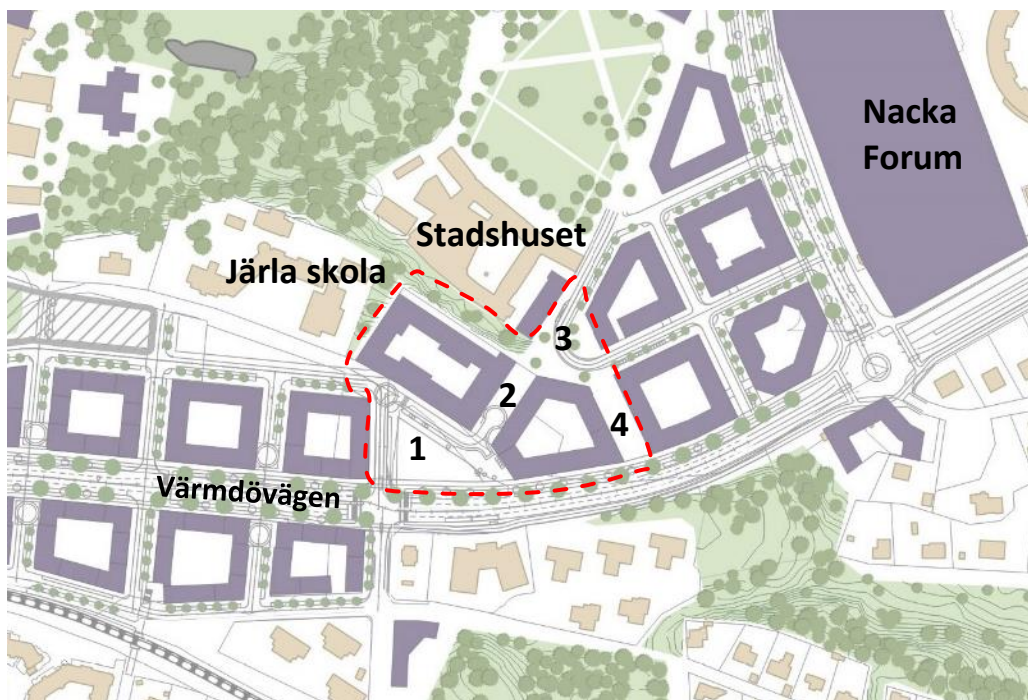 Nacka
Forum
Stadshuset
Järla skola
3
2
4
1
Värmdövägen